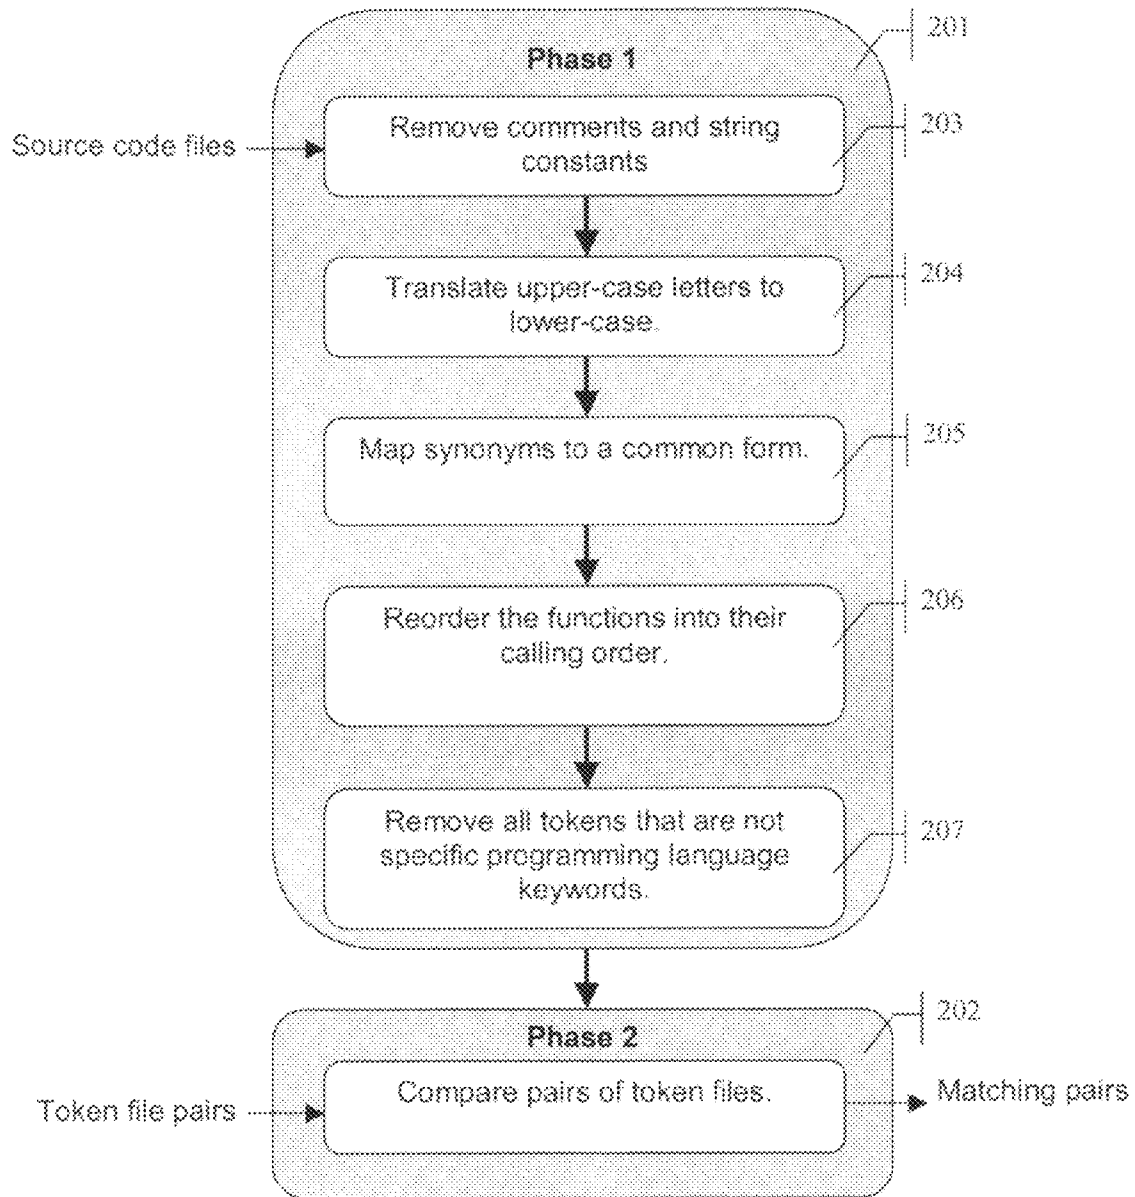 201
Phase 1
Remove comments and string
constants
203
Source code files
Translate upper-case letters to
lower-case.
204
Map synonyms to a common form.
205
Reorder the functions into their
calling order.
206
Remove all tokens that are not
specific programming language
keywords.
207
202
Phase 2
Compare pairs of token files.
Token file pairs
Matching pairs